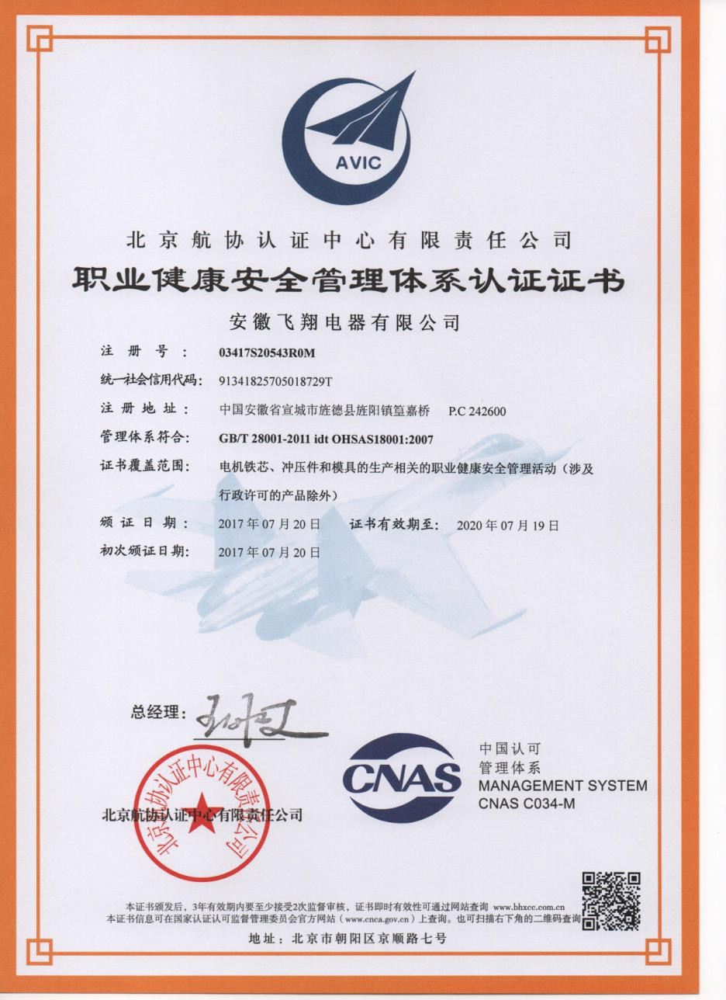 AVIC
北京航协认证中心有限责任公司
职业健康安全管理体系认证证书
安徽飞翔电器有限公司
注册号： 03417S20543R0M
统一社会信用代码： 91341825705018729T
注册地址： 中国安徽省宣城市旌德县旌阳镇篁嘉桥 P.C 242600
管理体系符合： GB/T 28001-2011 idt OHSAS18001:2007
证书覆盖范围： 电机铁芯、冲压件和模具的生产相关的职业健康安全管理活动（涉及
行政许可的产品除外）
颁证日期： 2017 年 07 月 20 日 证书有效期至： 2020 年 07 月 19 日
初次颁证日期： 2017 年 07 月 20 日
总经理：
北京航协认证中心有限责任公司
北京航协认证中心有限责任公司
CNAS
中国认可
管理体系
MANAGEMENT SYSTEM
CNAS C034-M
本证书颁发后，3年有效期内要至少接受2次监督审核，证书即时有效性可通过网站查询 www.bhxcc.com.cn
本证书信息可在国家认证认可监督管理委员会官方网站（www.cnca.gov.cn）上查询。也可扫描右下角的二维码查询
地址：北京市朝阳区京顺路七号